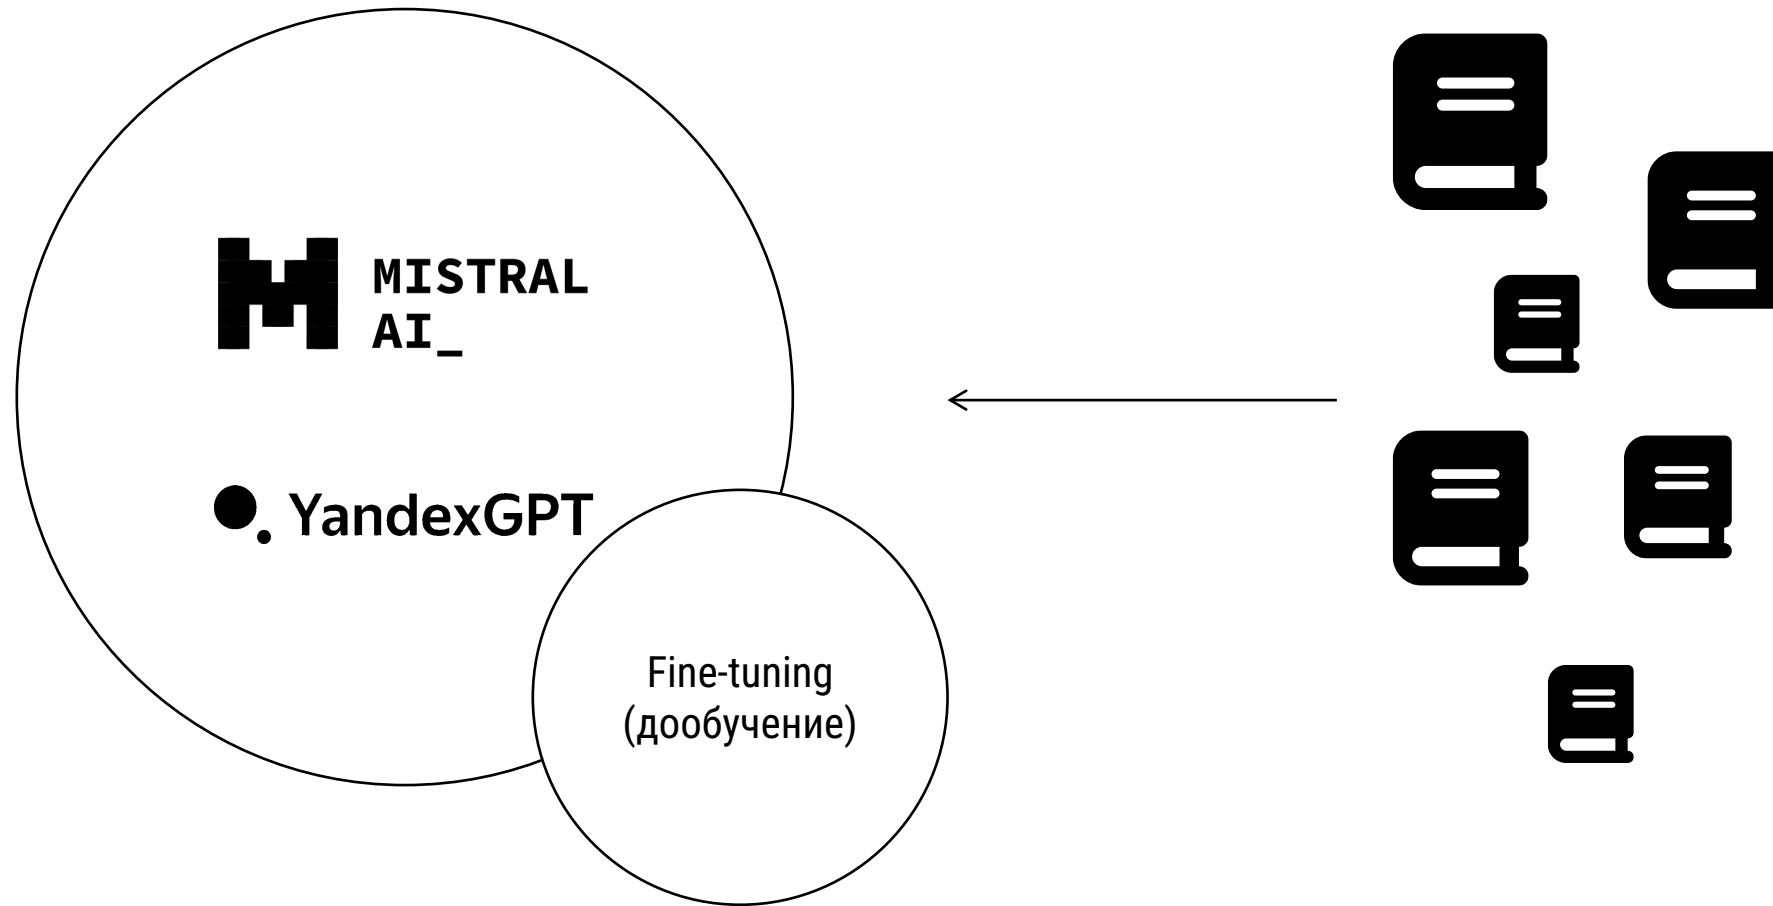 MISTRAL
AI_
YandexGPT
Fine-tuning
(дообучение)